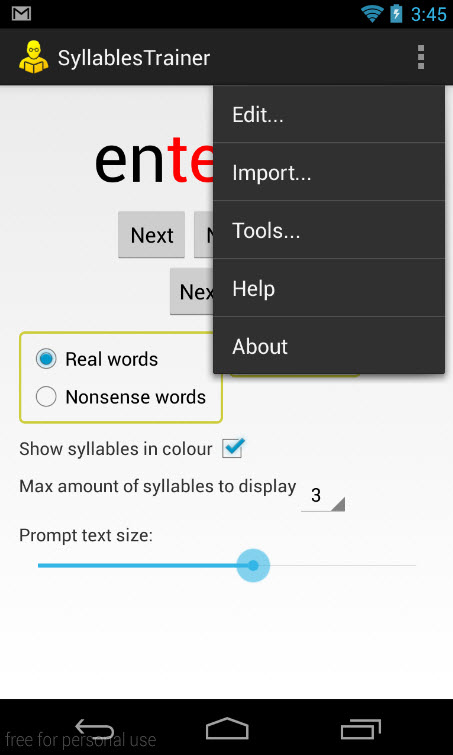 3:45
SyllablesTrainer
Edit...
Import...
Tools...
Help
About
ente
Next
Real words
Nonsense words
Show syllables in colour
Max amount of syllables to display 3
Prompt text size:
free for personal use